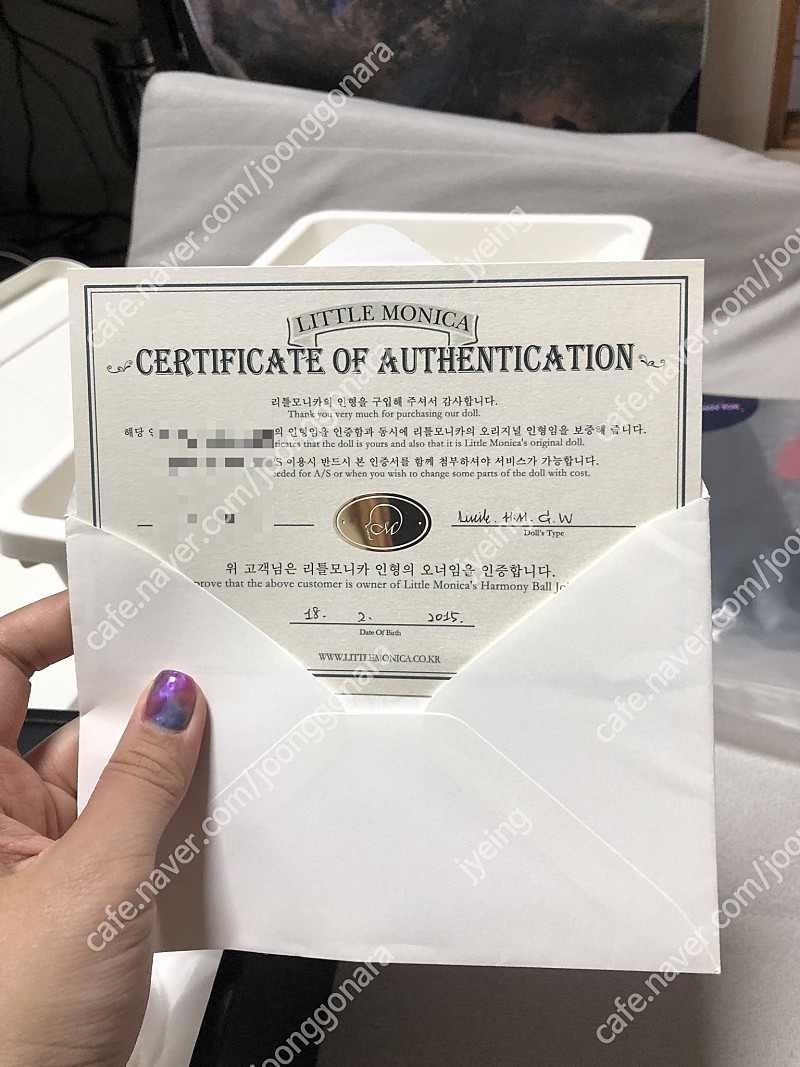 LITTLE MONICA
CERTIFICATE OF AUTHENTICATION
리틀모니카의 인형을 구입해 주셔서 감사합니다.
Thank you very much for purchasing our doll.
해당 의 인형임을 인증함과 동시에 리틀모니카의 오리지널 인형임을 보증해 줍니다.
ticates that the doll is yours and also that it is Little Monica's original doll.
/S 이용시 반드시 본 인증서를 함께 첨부하셔야 서비스가 가능합니다.
eded for A/S or when you wish to change some parts of the doll with cost.
M
Lucile. H.M. G.W
Doll's Type
위 고객님은 리틀모니카 인형의 오너임을 인증합니다.
prove that the above customer is owner of Little Monica's Harmony Ball Jo
18. 2. 2015.
Date Of Birth
WWW.LITTLEMONICA.CO.KR
cafe.naver.com/joonggonara
jyeing